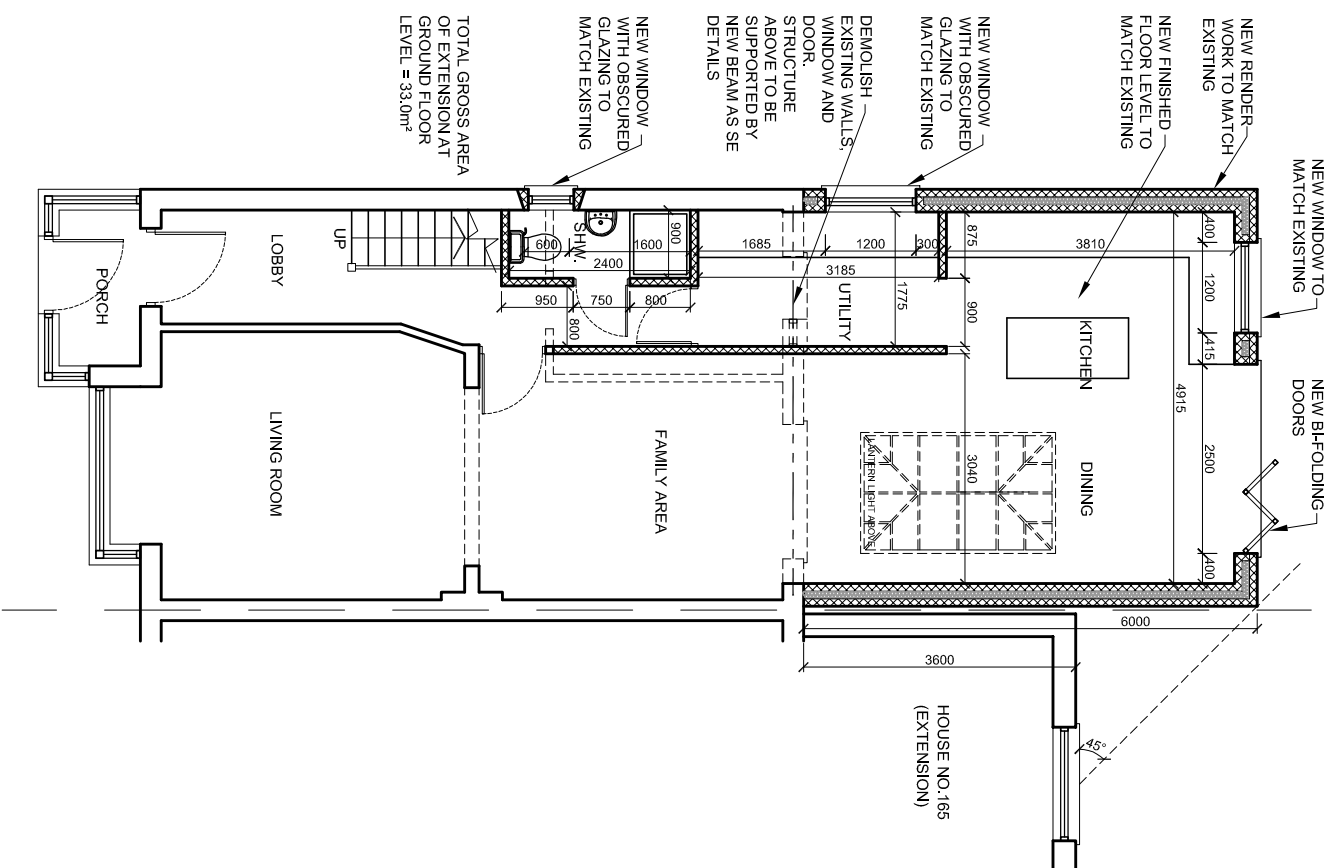 TOTAL GROSS AREA
OF EXTENSION AT
GROUND FLOOR
LEVEL = 33.0m²
NEW WINDOW
WITH OBSCURED
GLAZING TO
MATCH EXISTING
DEMOLISH
EXISTING WALLS,
WINDOW AND
DOOR.
STRUCTURE
ABOVE TO BE
SUPPORTED BY
NEW BEAM AS SE
DETAILS
NEW WINDOW
WITH OBSCURED
GLAZING TO
MATCH EXISTING
NEW FINISHED
FLOOR LEVEL TO
MATCH EXISTING
NEW RENDER
WORK TO MATCH
EXISTING
NEW WINDOW TO
MATCH EXISTING
NEW BI-FOLDING
DOORS
PORCH
LOBBY
UP
LIVING ROOM
SHW.
600
1600
900
2400
950
750
800
800
FAMILY AREA
1685
1200
300
3185
1775
UTILITY
875
900
3040
3810
KITCHEN
DINING
LANTERN LIGHT ABOVE
4915
400
1200
415
2500
400
6000
3600
HOUSE NO.165
(EXTENSION)
45°